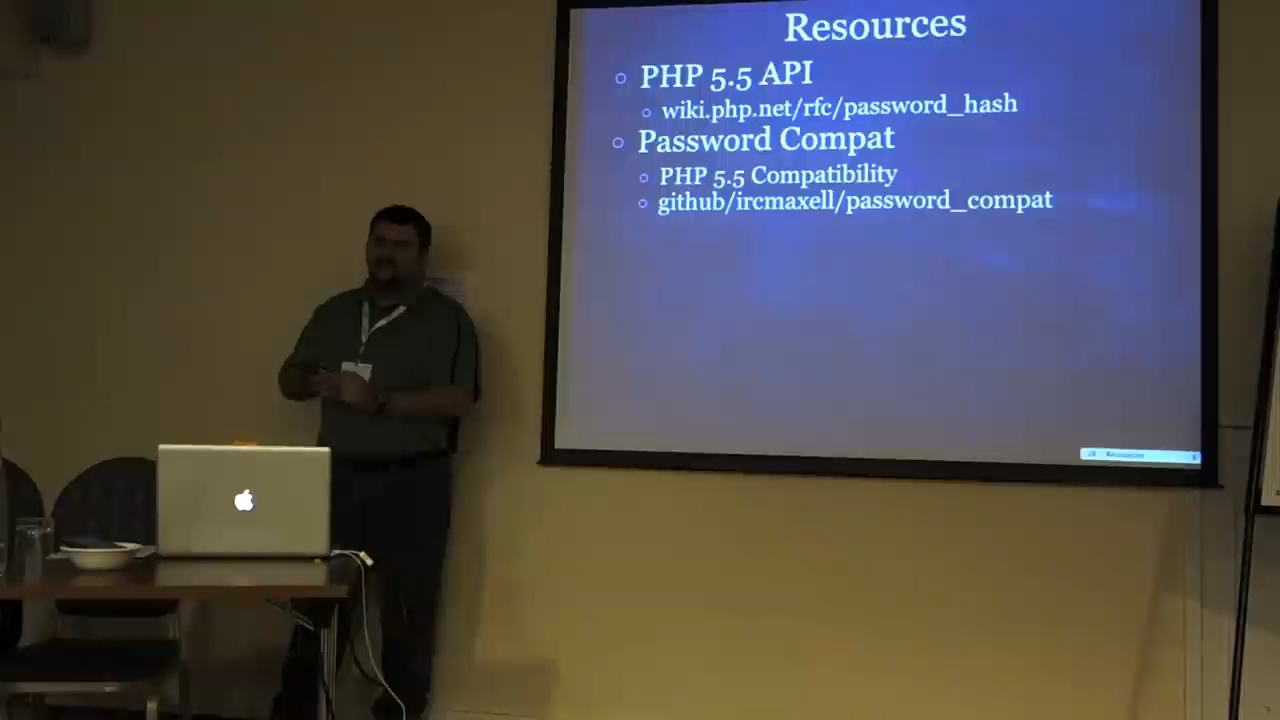 Resources
PHP 5.5 API
wiki.php.net/rfc/password_hash
Password Compat
PHP 5.5 Compatibility
github/ircmaxell/password_compat
Resources